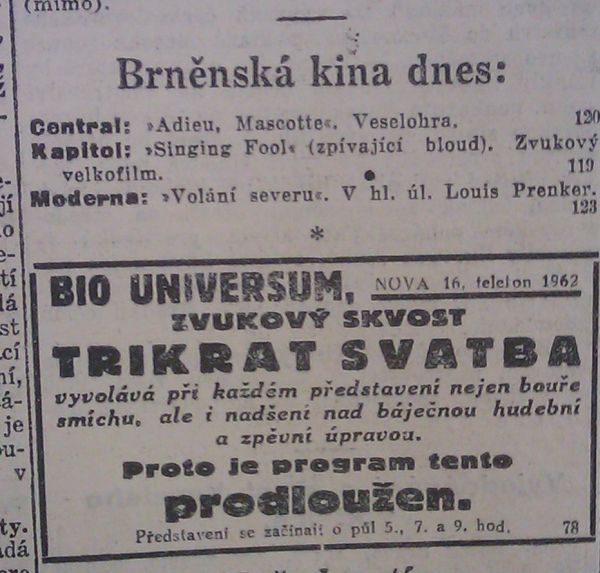 (mimo).
Brněnská kina dnes:
Central: »Adieu, Mascotte«. Veselohra. 120
Kapitol: »Singing Fool« (zpívající bloud). Zvukový
velkofilm. 119
Moderna: »Volání severu«. V hl. úl. Louis Prenker.
123
*
BIO UNIVERSUM, NOVA 16, telefon 1962
ZVUKOVÝ SKVOST
TRIKRAT SVATBA
vyvolává při každém představení nejen bouře
smíchu, ale i nadšení nad báječnou hudební
a zpěvní úpravou.
Proto je program tento
prodloužen.
Představení se začínají o půl 5., 7. a 9. hod. 78